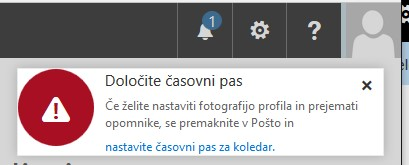 1
?
Določite časovni pas
Če želite nastaviti fotografijo profila in prejemati
opomnike, se premaknite v Pošto in
nastavite časovni pas za koledar.
el